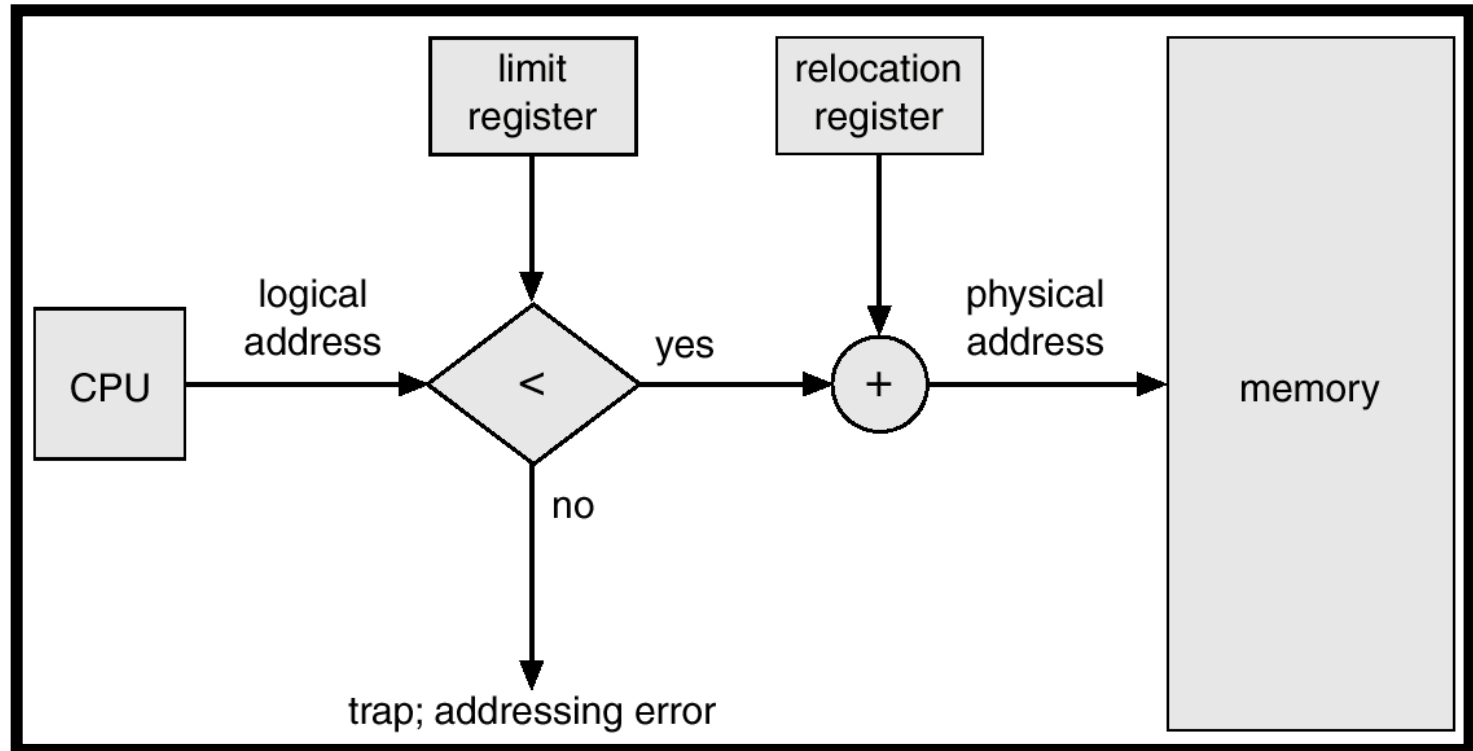 limit
register
relocation
register
logical
address
yes
physical
address
CPU
<
+
memory
no
trap; addressing error